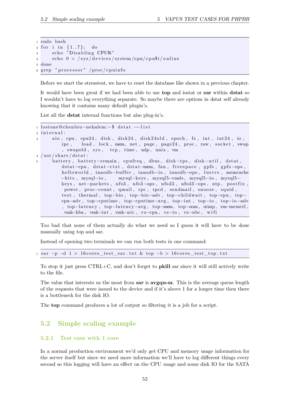 5 VAPUS TEST CASES FOR PHPBB3
2 sudo bash
3 for i in {1..7}; do
4 echo "Disabling CPU$"
5 echo 0 > /sys/devices/system/cpu/cpu$i/online
6 done
7 grep "processor" /proc/cpuinfo
Before we start the stresstest, we have to reset the database like shown in a previous chapter.
It would have been great if we had been able to use top and iostat or sar within dstat so
I wouldn't have to log everything separate. So maybe there are options in dstat self already
knowing that it contains many default plugin's.
List all the dstat internal functions but also plug-in's.
--list
2 internal:
aio, cpu, cpu24, disk, disk24, disk24old, epoch, fs, int, int24, io,
ipc, load, lock, mem, net, page, page24, proc, raw, socket, swap
, swapold, sys, tcp, time, udp, unix, vm
4 /usr/share/dstat:
5 battery, battery-remain, cpufreq, dbus, disk-tps, disk-util, dstat,
dstat-cpu, dstat-ctxt, dstat-mem, fan, freespace, gpfs, gpfs-ops,
helloworld, innodb-buffer, innodb-io, innodb-ops, lustre, memcache
-hits, mysql-io, mysql-keys, mysql5-cmds, mysql5-io, mysql5-
keys, net-packets, nfs3, nfs3-ops, nfsd3, nfsd3-ops, ntp, postfix,
power, proc-count, qmail, rpc, rpcd, sendmail, snooze, squid,
test, thermal, top-bio, top-bio-adv, top-childwait, top-cpu, top-
cpu-adv, top-cputime, top-cputime-avg, top-int, top-io, top-io-adv
, top-latency, top-latency-avg, top-mem, top-oom, utmp, vm-memctl,
vmk-hba, vmk-int, vmk-nic, vz-cpu, vz-io, vz-ubc, wifi
Too bad that none of them actually do what we need so I guess it will have to be done
manually using top and sar.
Instead of opening two terminals we can run both tests in one command:
1 sar -p -d 1 > 16cores_test_sar.txt & top -b > 16cores_test_top.txt
To stop it just press CTRL+C, and don't forget to pkill sar since it will still actively write
to the file.
The value that interests us the most from sar is avgqu-sz. This is the average queue length
of the requests that were issued to the device and if it's above 1 for a longer time then there
is a bottleneck for the disk IO.
The top command produces a lot of output so filtering it is a job for a script.
5.2 Simple scaling example
5.2.1 Test case with 1 core
In a normal production environment we'd only get CPU and memory usage information for
the server itself but since we need more information we'll have to log different things every
second so this logging will have an effect on the CPU usage and some disk IO for the SATA
52